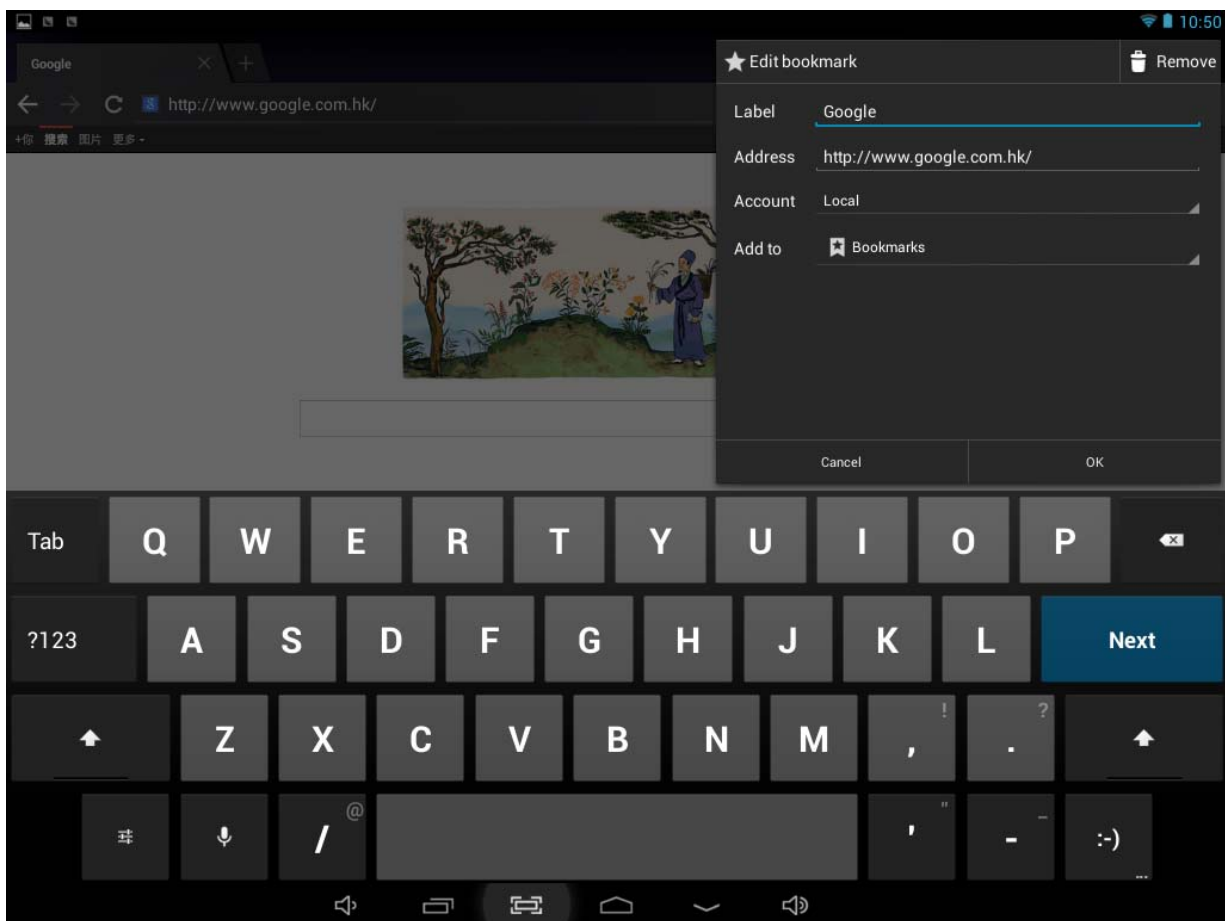 10:50
Google
http://www.google.com.hk/
+你 搜索 图片 更多
Edit bookmark
Remove
Label Google
Address http://www.google.com.hk/
Account Local
Add to Bookmarks
Cancel OK
Tab Q W E R T Y U I O P
?123 A S D F G H J K L Next
Z X C V B N M , ! . ?
/ @ ' " - _ :-) ...